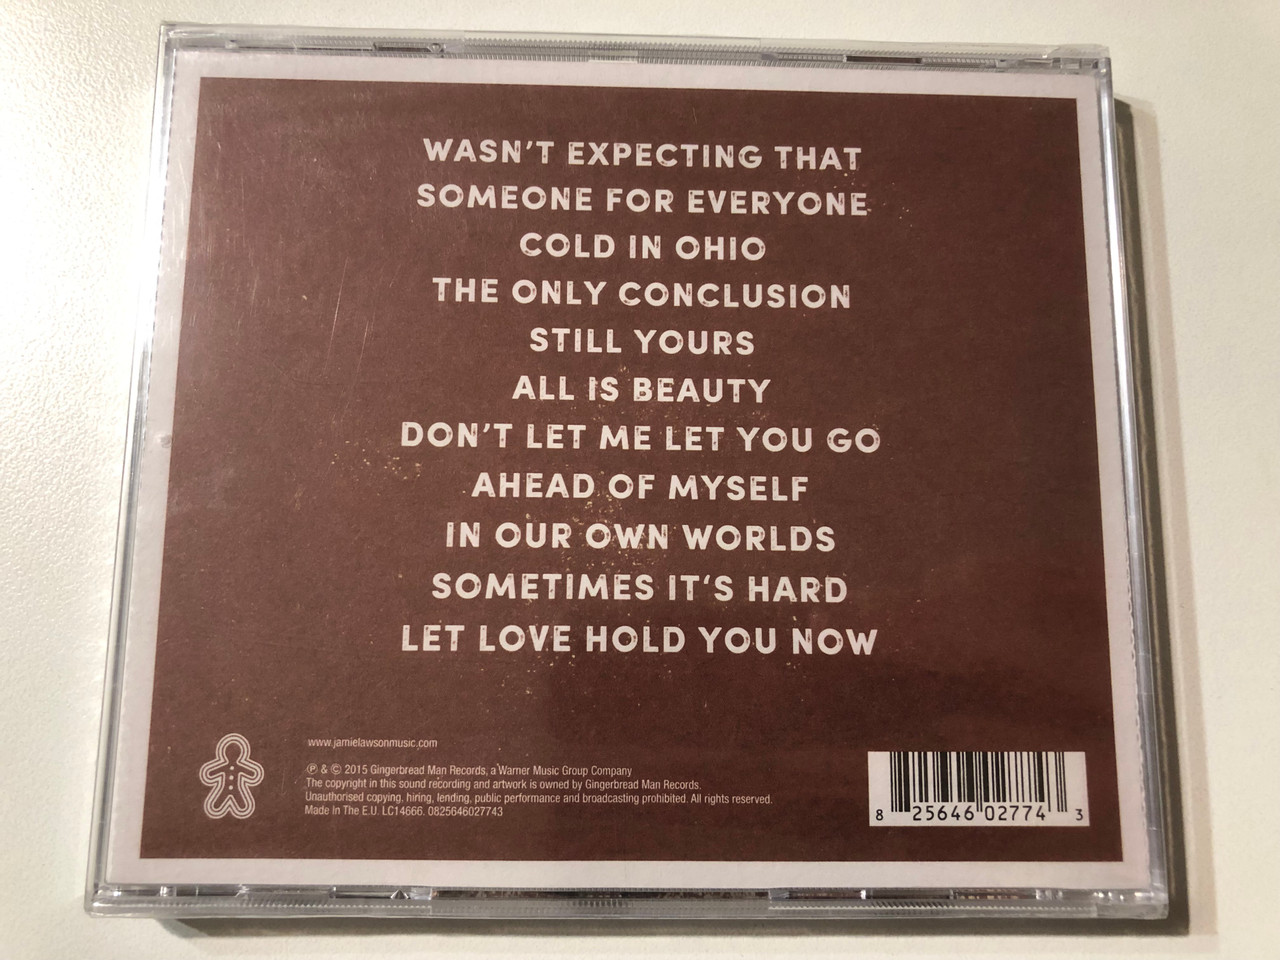 WASN'T EXPECTING THAT
SOMEONE FOR EVERYONE
COLD IN OHIO
THE ONLY CONCLUSION
STILL YOURS
ALL IS BEAUTY
DON'T LET ME LET YOU GO
AHEAD OF MYSELF
IN OUR OWN WORLDS
SOMETIMES IT'S HARD
LET LOVE HOLD YOU NOW
www.jamielawsonmusic.com
℗ & © 2015 Gingerbread Man Records, a Warner Music Group Company
The copyright in this sound recording and artwork is owned by Gingerbread Man Records.
Unauthorised copying, hiring, lending, public performance and broadcasting prohibited. All rights reserved.
Made In The E.U. LC14666. 0825646027743
8 25646 02774 3